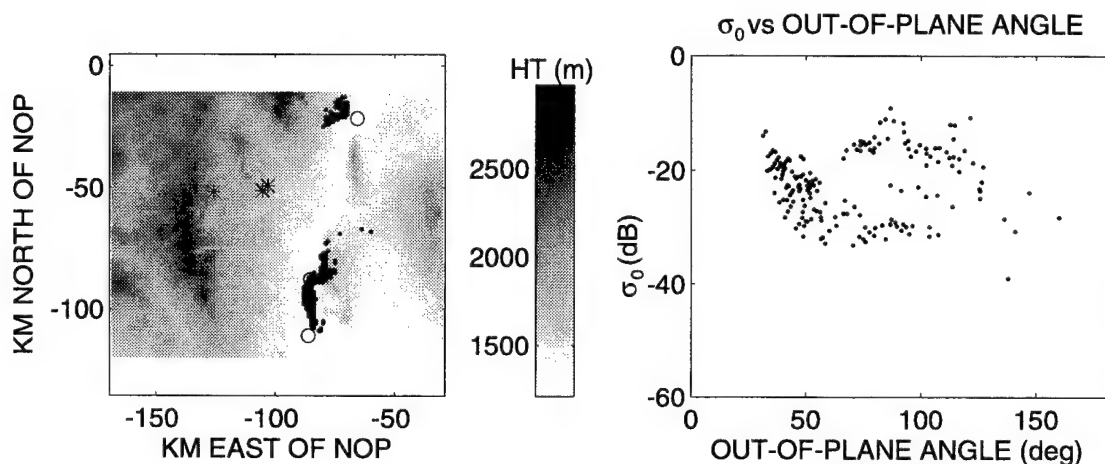 σ0 vs OUT-OF-PLANE ANGLE
HT (m)
0
-50
-100
KM NORTH OF NOP
-150
-100
-50
KM EAST OF NOP
2500
2000
1500
0
-20
-40
-60
σ0 (dB)
0
50
100
150
OUT-OF-PLANE ANGLE (deg)